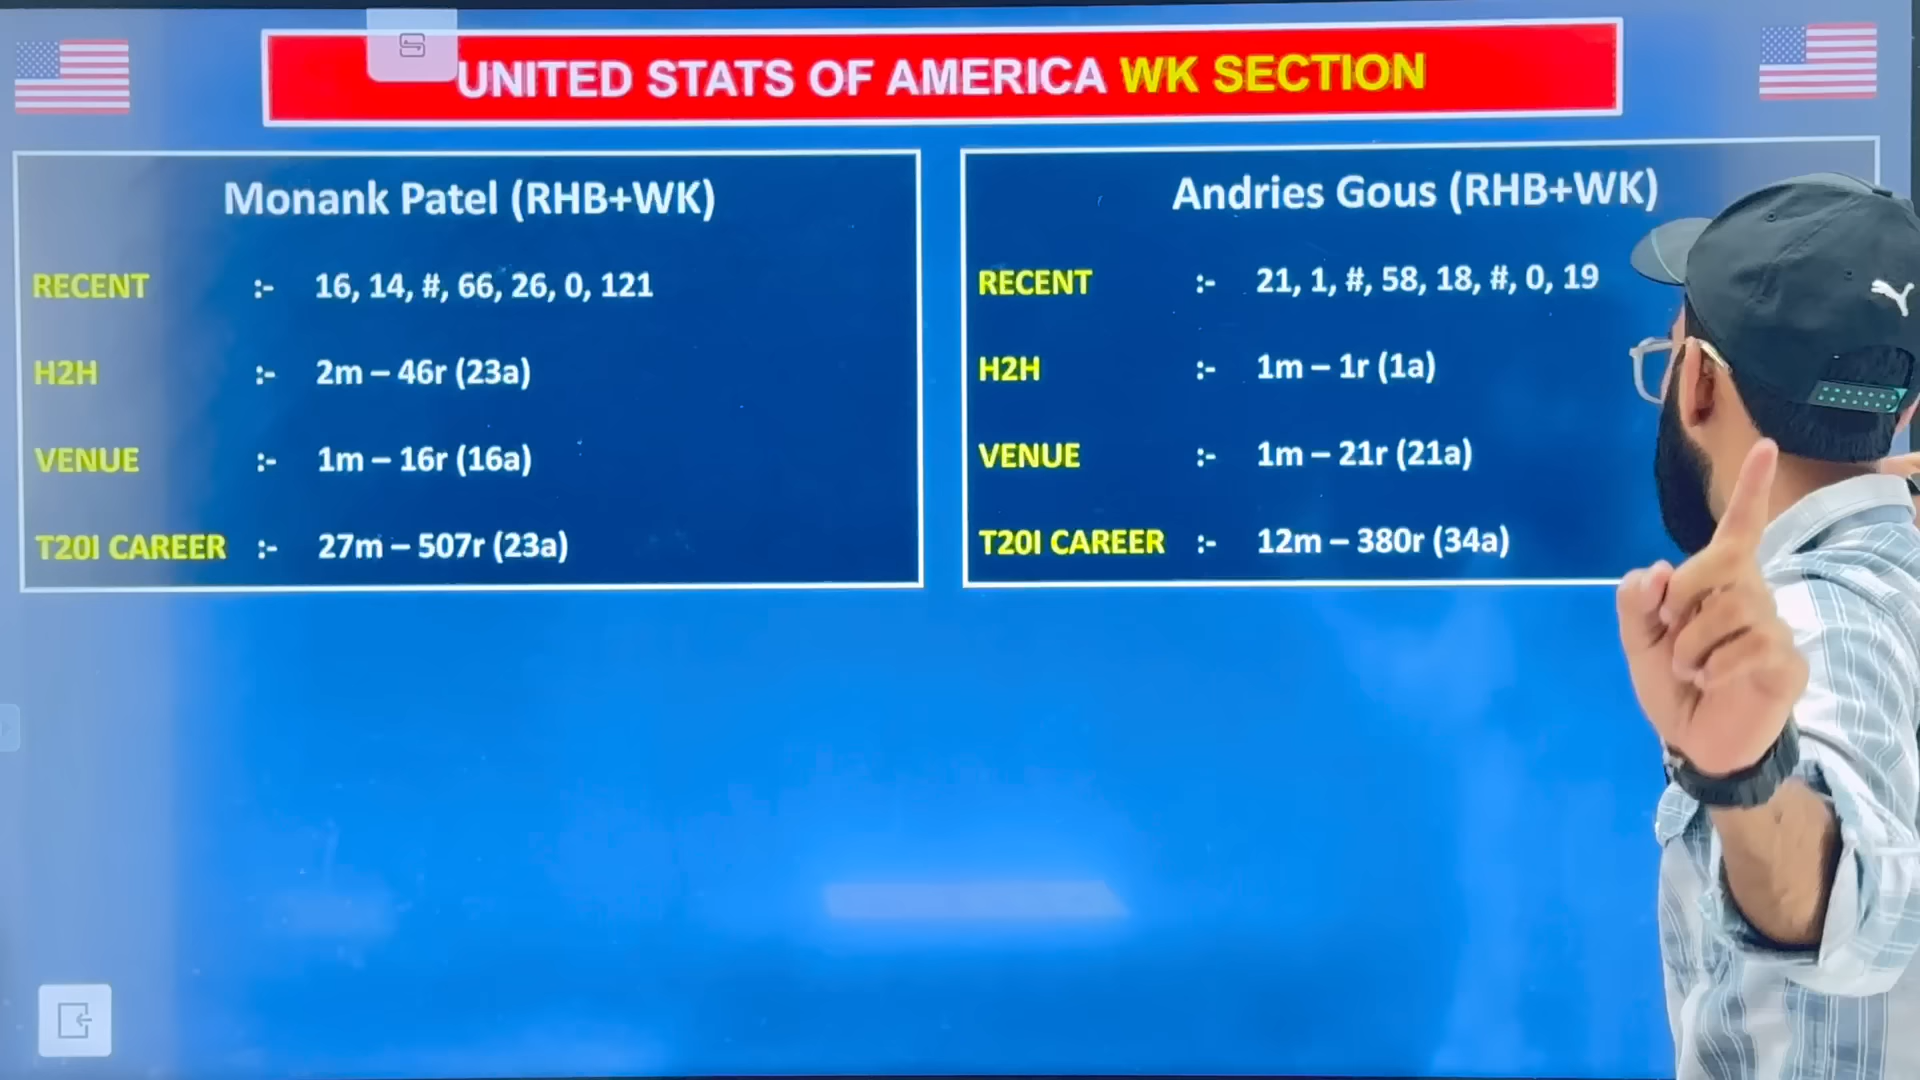 UNITED STATS OF AMERICA WK SECTION
Monank Patel (RHB+WK)
RECENT :- 16, 14, #, 66, 26, 0, 121
H2H :- 2m – 46r (23a)
VENUE :- 1m – 16r (16a)
T20I CAREER :- 27m – 507r (23a)
Andries Gous (RHB+WK)
RECENT :- 21, 1, #, 58, 18, #, 0, 19
H2H :- 1m – 1r (1a)
VENUE :- 1m – 21r (21a)
T20I CAREER :- 12m – 380r (34a)